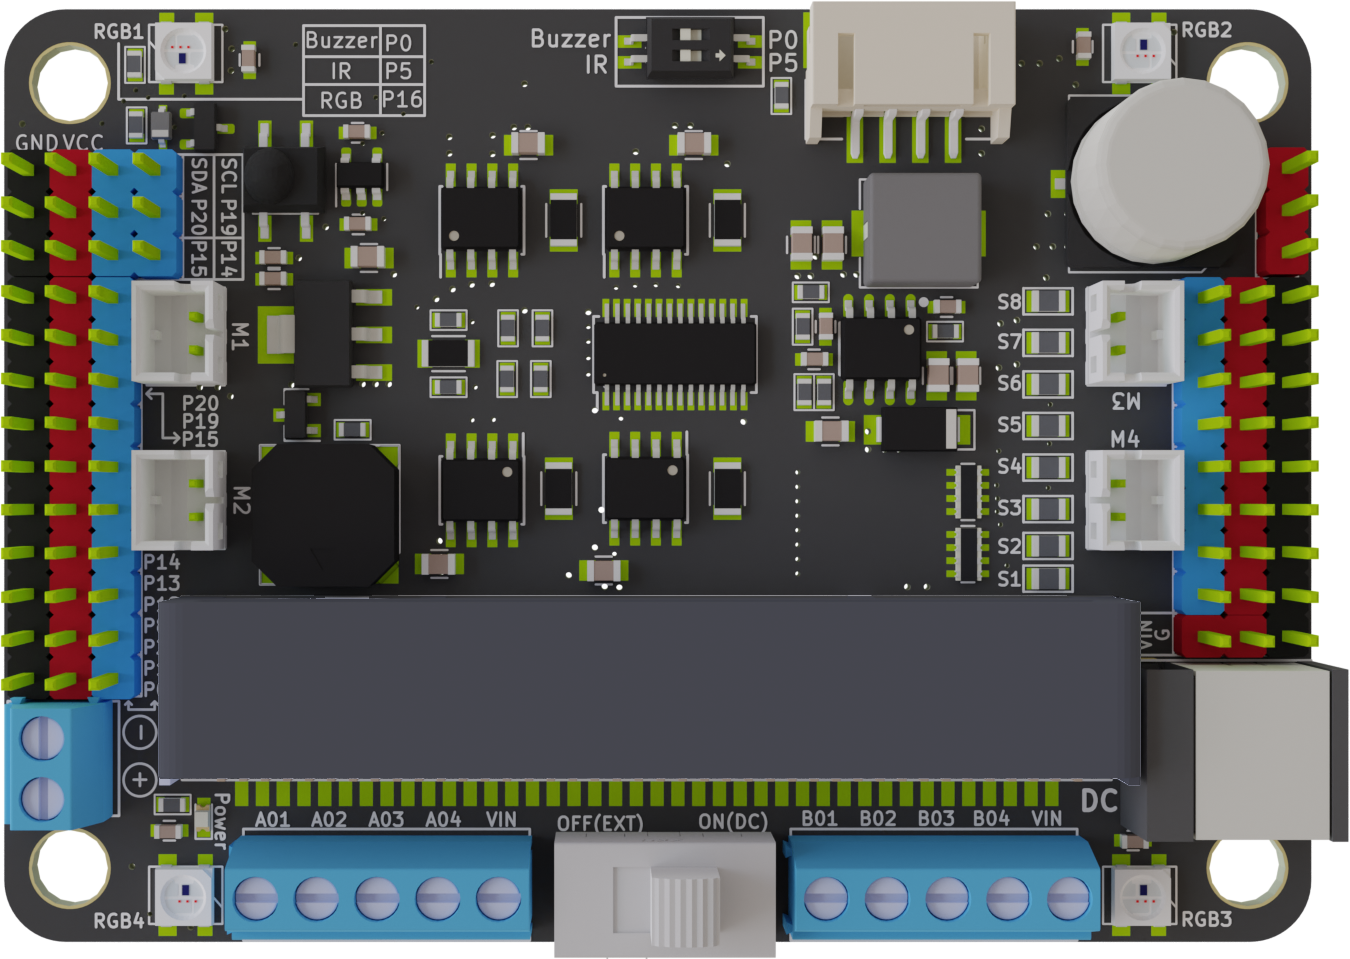 RGB1
Buzzer P0
IR P5
RGB P16
Buzzer P0
IR P5
RGB2
GND VCC
SCL P19 P14
SDA P20 P15
M1
P20
P19
P15
M2
P14
P13
S8
S7
S6
S5
S4
S3
S2
S1
M3
M4
VIN
G
-
+
Power
A01 A02 A03 A04 VIN
OFF(EXT) ON(DC)
B01 B02 B03 B04 VIN
DC
RGB4
RGB3